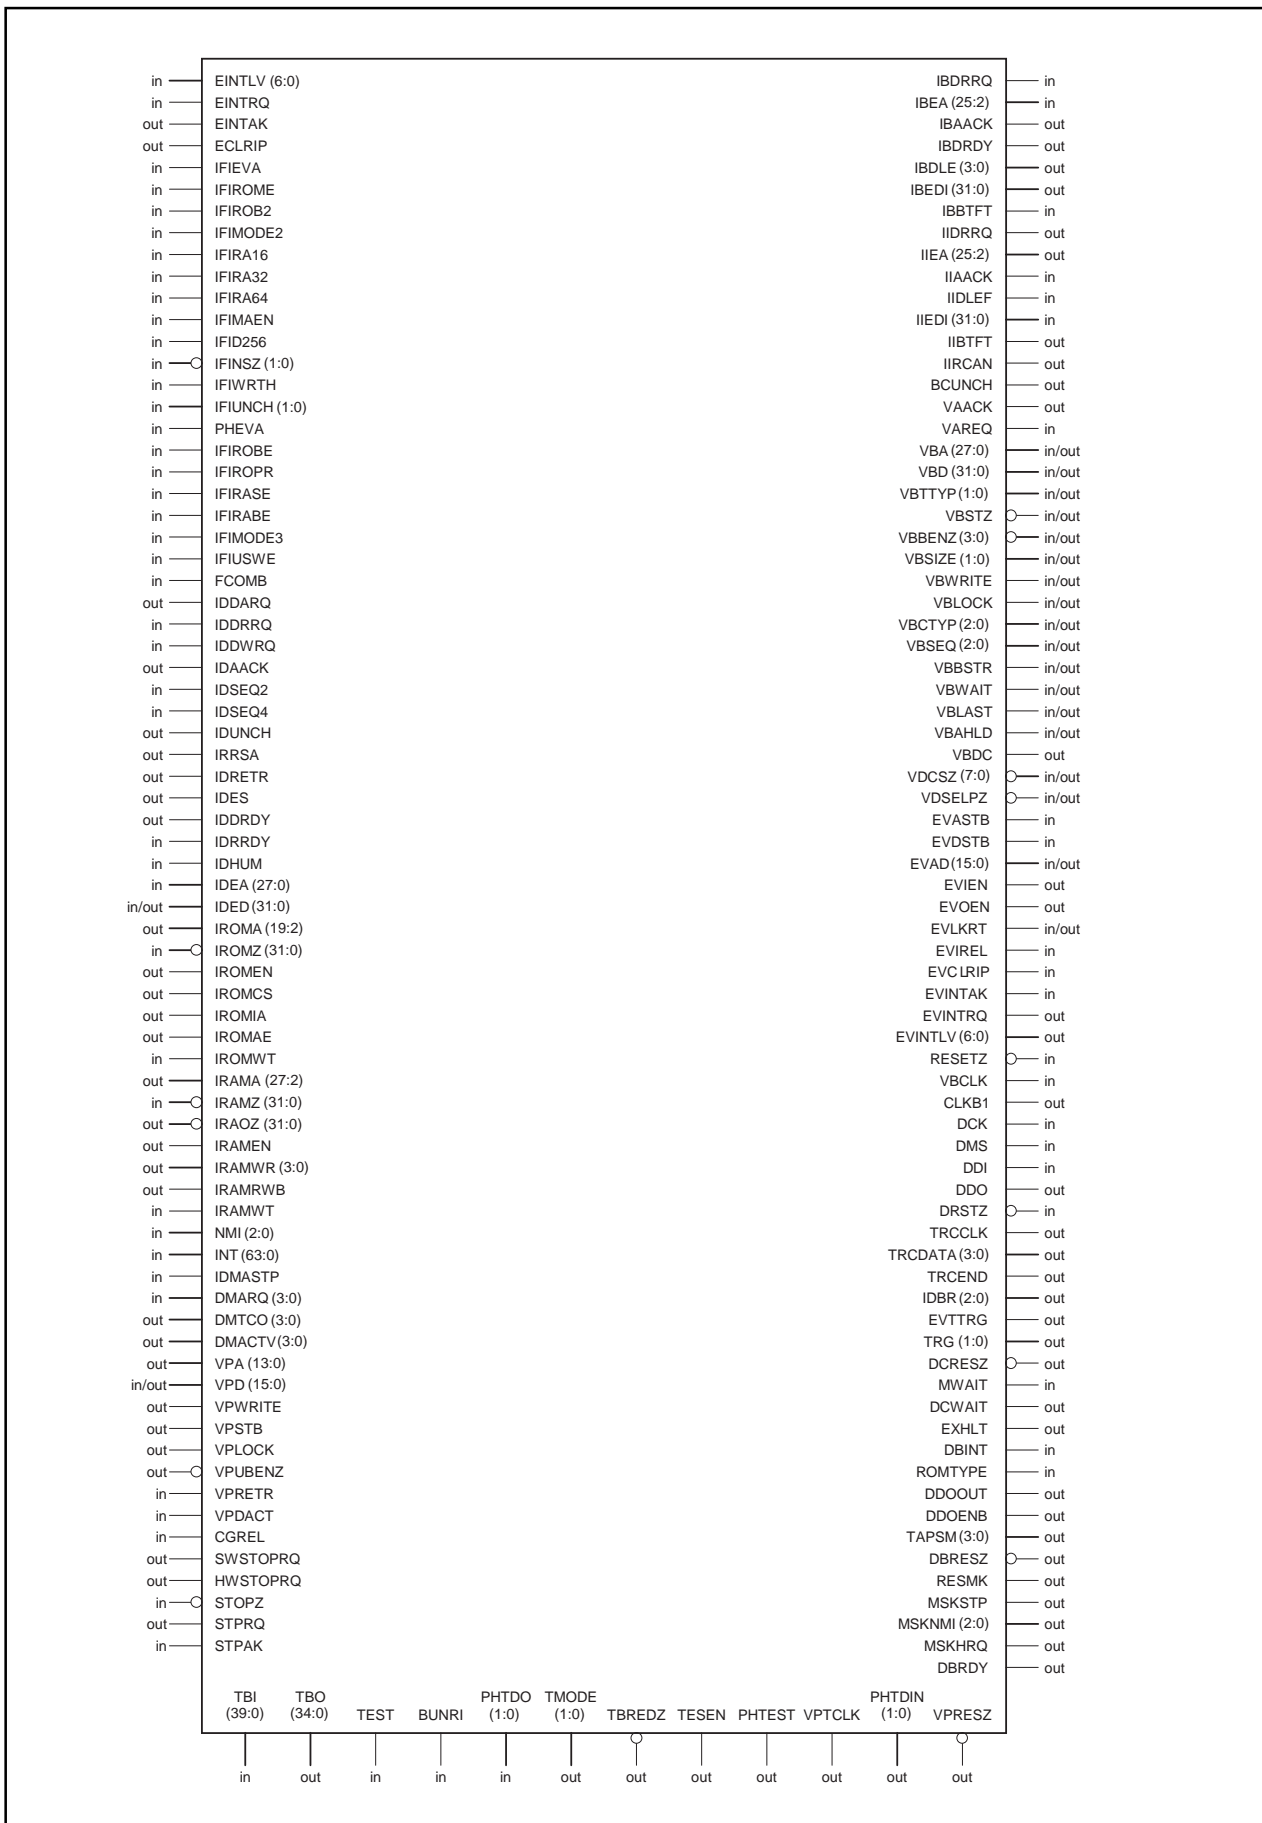 in EINTLV (6:0) IBDRRQ in
in EINTRQ IBEA (25:2) in
out EINTAK IBAACK out
out ECLRIP IBDRDY out
in IFIEVA IBDLE (3:0) out
in IFIROME IBEDI (31:0) out
in IFIROB2 IBBTFT in
in IFIMODE2 IIDRRQ out
in IFIRA16 IIEA (25:2) out
in IFIRA32 IIAACK in
in IFIRA64 IIDLEF in
in IFIMAEN IIEDI (31:0) in
in IFID256 IIBTFT out
in IFINSZ (1:0) IIRCAN out
in IFIWRTH BCUNCH out
in IFIUNCH (1:0) VAACK out
in PHEVA VAREQ in
in IFIROBE VBA (27:0) in/out
in IFIROPR VBD (31:0) in/out
in IFIRASE VBTTYP (1:0) in/out
in IFIRABE VBSTZ in/out
in IFIMODE3 VBBENZ (3:0) in/out
in IFIUSWE VBSIZE (1:0) in/out
in FCOMB VBWRITE in/out
out IDDARQ VBLOCK in/out
in IDDRRQ VBCTYP (2:0) in/out
in IDDWRQ VBSEQ (2:0) in/out
out IDAACK VBBSTR in/out
in IDSEQ2 VBWAIT in/out
in IDSEQ4 VBLAST in/out
out IDUNCH VBAHLD in/out
out IRRSA VBDC out
out IDRETR VDCSZ (7:0) in/out
out IDES VDSELPZ in/out
out IDDRDY EVASTB in
in IDRRDY EVDSTB in
in IDHUM EVAD (15:0) in/out
in IDEA (27:0) EVIEN out
in/out IDED (31:0) EVOEN out
out IROMA (19:2) EVLKRT in/out
in IROMZ (31:0) EVIREL in
out IROMEN EVCLRIP in
out IROMCS EVINTAK in
out IROMIA EVINTRQ out
out IROMAE EVINTLV (6:0) out
in IROMWT RESETZ in
out IRAMA (27:2) VBCLK in
in IRAMZ (31:0) CLKB1 out
out IRAOZ (31:0) DCK in
out IRAMEN DMS in
out IRAMWR (3:0) DDI in
out IRAMRWB DDO out
in IRAMWT DRSTZ in
in NMI (2:0) TRCCLK out
in INT (63:0) TRCDATA (3:0) out
in IDMASTP TRCEND out
in DMARQ (3:0) IDBR (2:0) out
out DMTCO (3:0) EVTTRG out
out DMACTV (3:0) TRG (1:0) out
out VPA (13:0) DCRESZ out
in/out VPD (15:0) MWAIT in
out VPWRITE DCWAIT out
out VPSTB EXHLT out
out VPLOCK DBINT in
out VPUBENZ ROMTYPE in
in VPRETR DDOOUT out
in VPDACT DDOENB out
in CGREL TAPSM (3:0) out
out SWSTOPRQ DBRESZ out
out HWSTOPRQ RESMK out
in STOPZ MSKSTP out
out STPRQ MSKNMI (2:0) out
in STPAK MSKHRQ out
DBRDY out
TBI TBO PHTDO TMODE PHTDIN
(39:0) (34:0) TEST BUNRI (1:0) (1:0) TBREDZ TESEN PHTEST VPTCLK (1:0) VPRESZ
in out in in in out out out out out out out